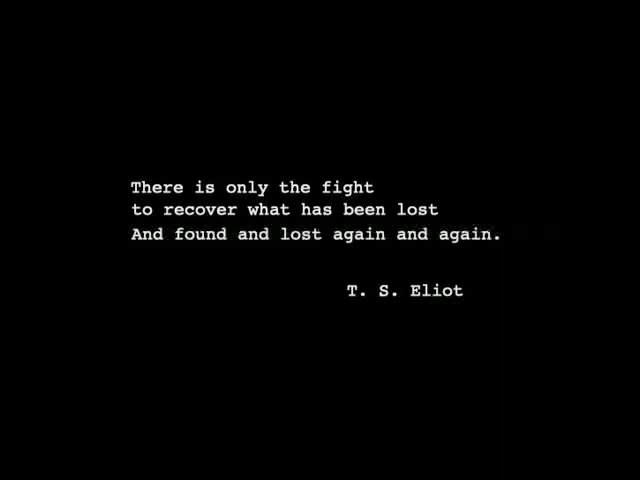 There is only the fight
to recover what has been lost
And found and lost again and again.
T. S. Eliot